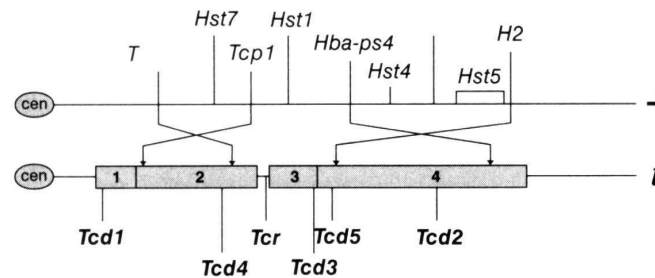 Hst7 Hst1
T Tcp1 Hba-ps4 H2
Hst4 Hst5
cen
cen 1 2 3 4 t
Tcd1 Tcr Tcd5 Tcd2
Tcd4 Tcd3